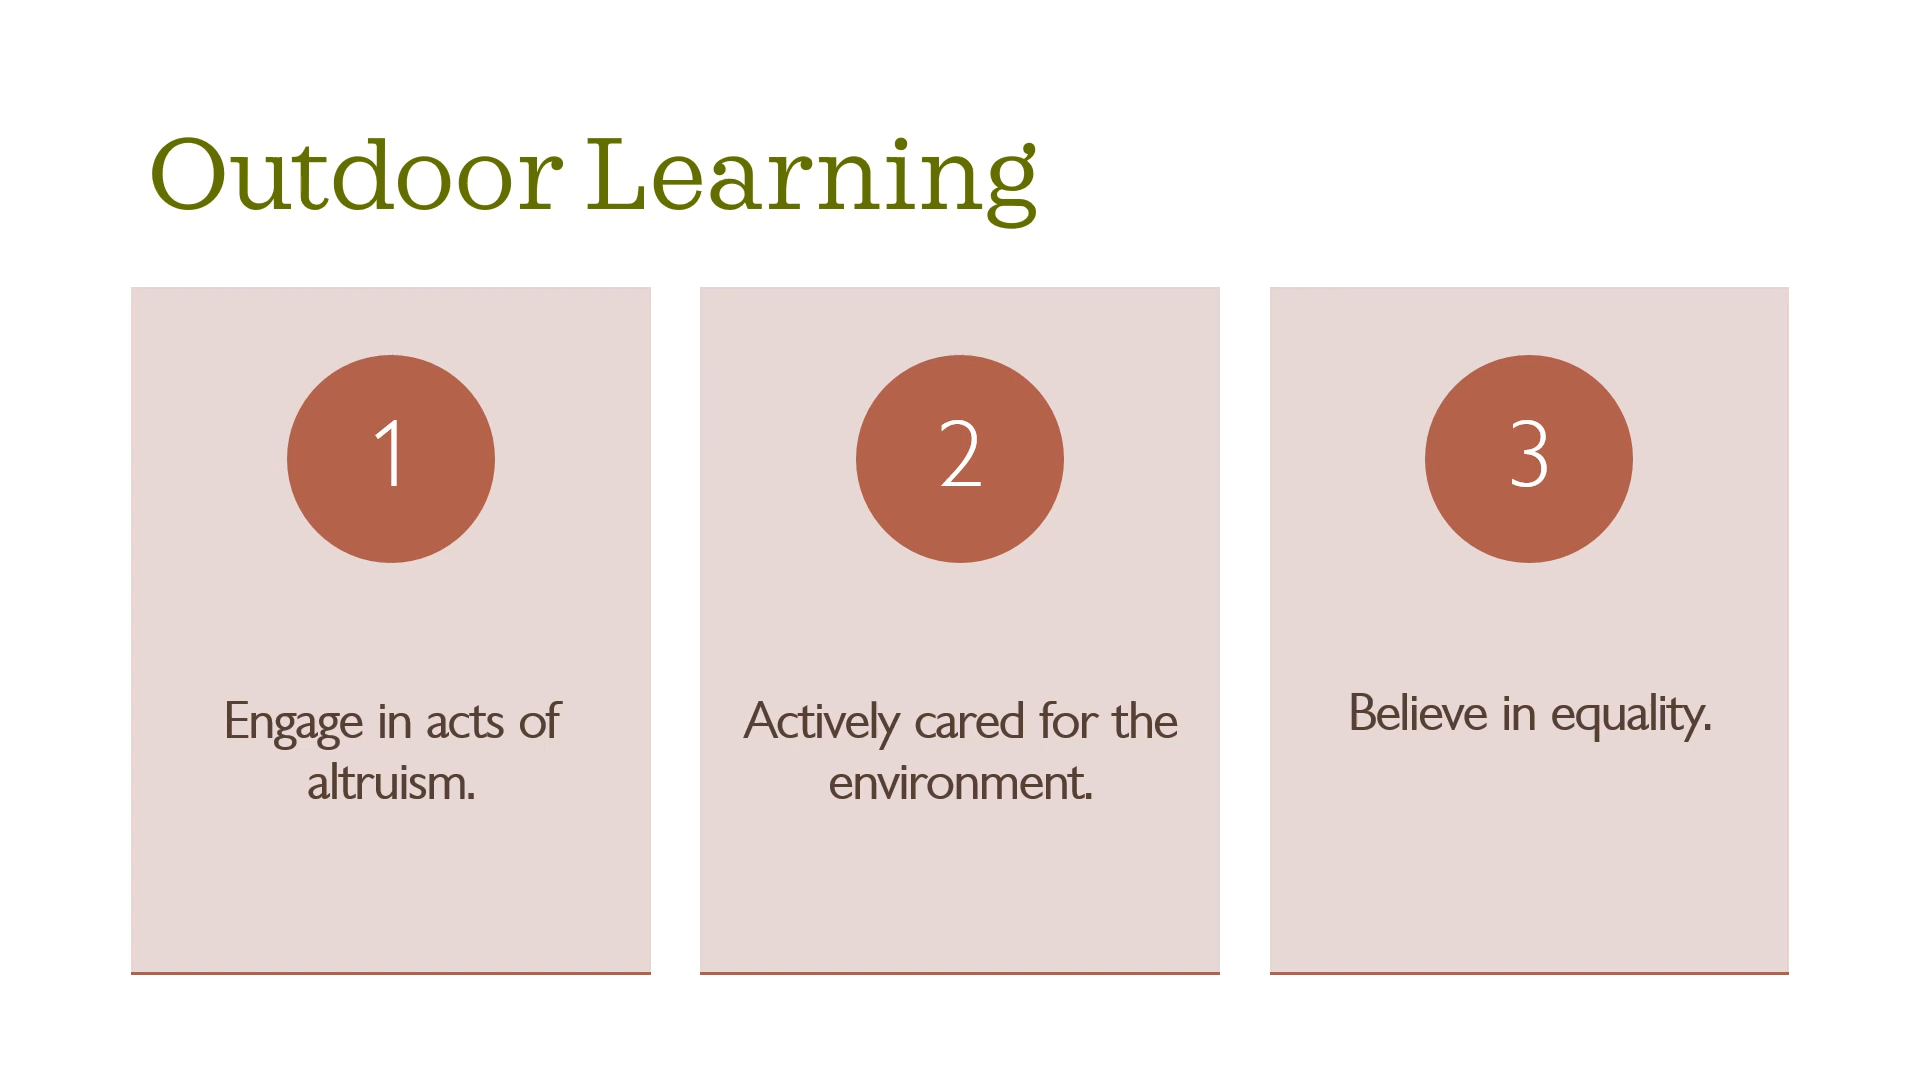 Outdoor Learning
1
Engage in acts of
altruism.
2
Actively cared for the
environment.
3
Believe in equality.